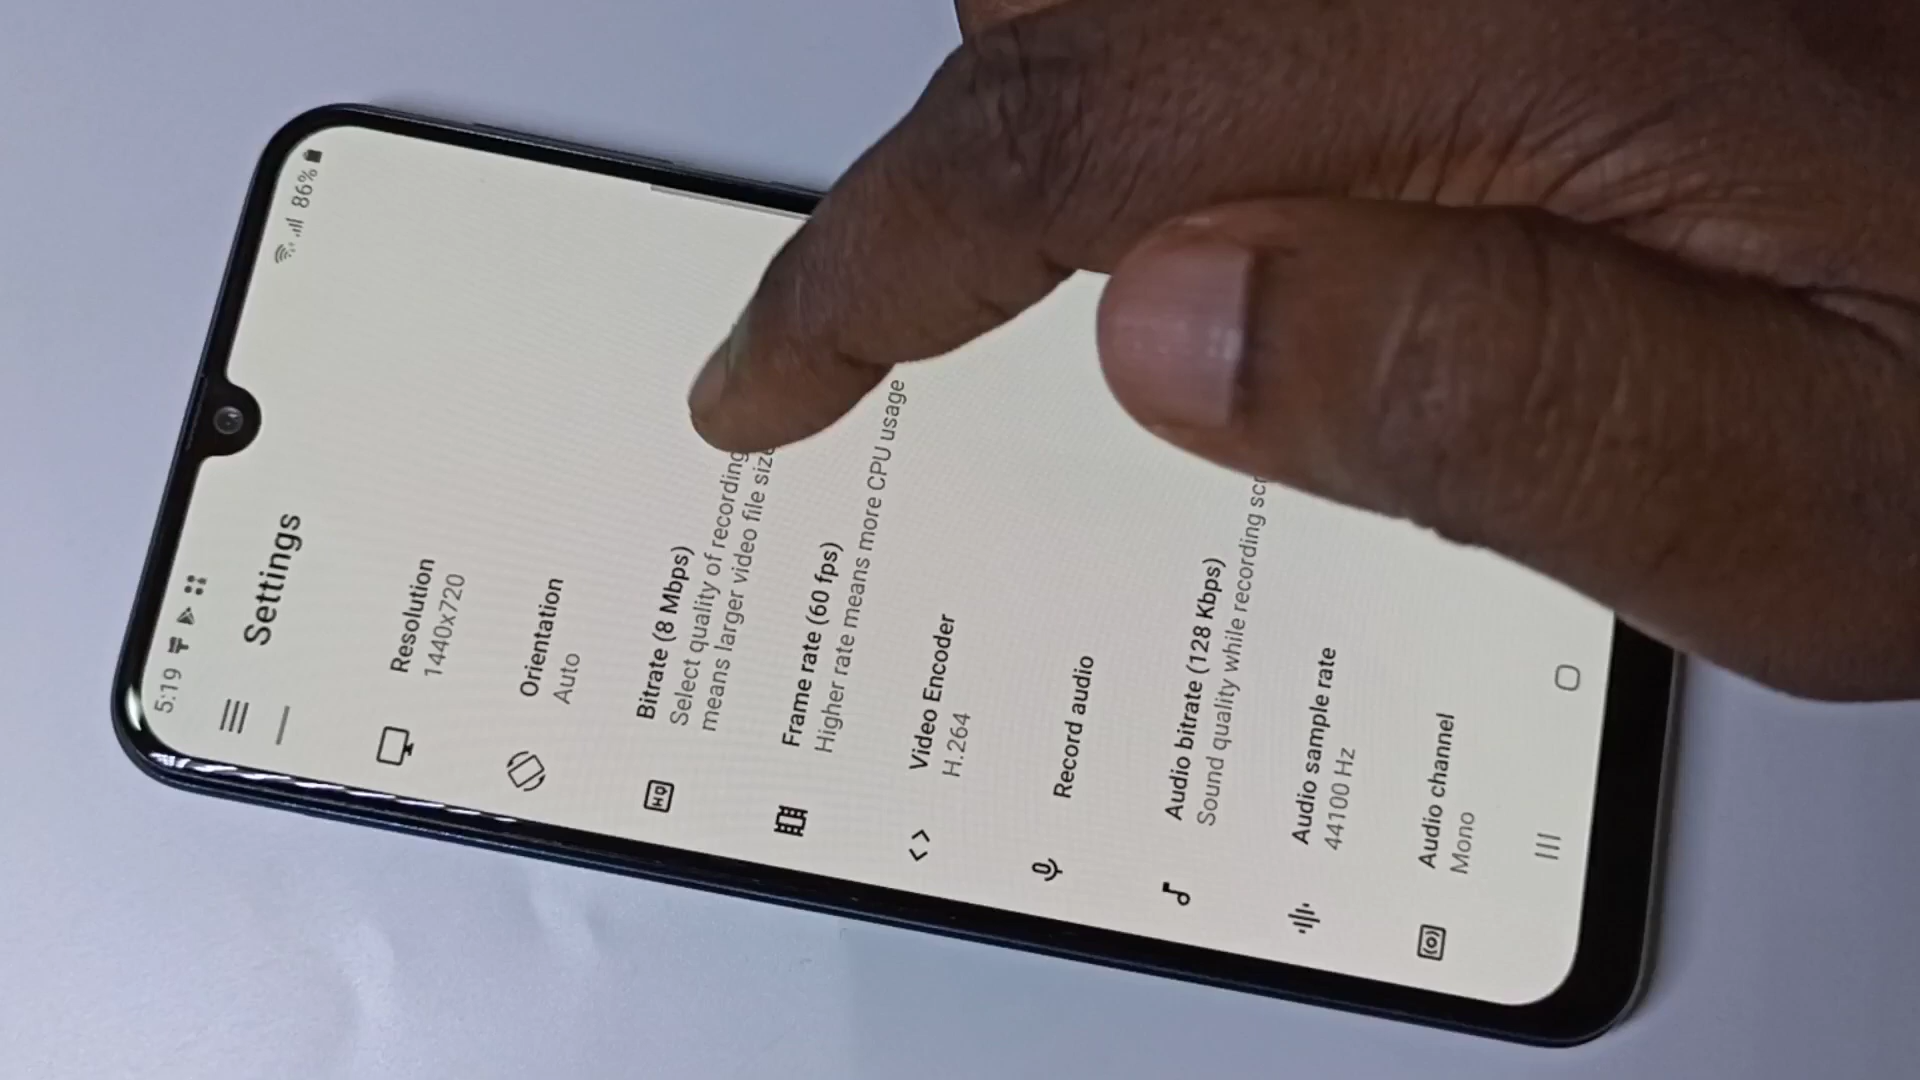 5:19
86%
Settings
Resolution
1440x720
Orientation
Auto
Bitrate (8 Mbps)
Select quality of recording
means larger video file size
Frame rate (60 fps)
Higher rate means more CPU usage
Video Encoder
H.264
Record audio
Audio bitrate (128 Kbps)
Sound quality while recording
Audio sample rate
44100 Hz
Audio channel
Mono